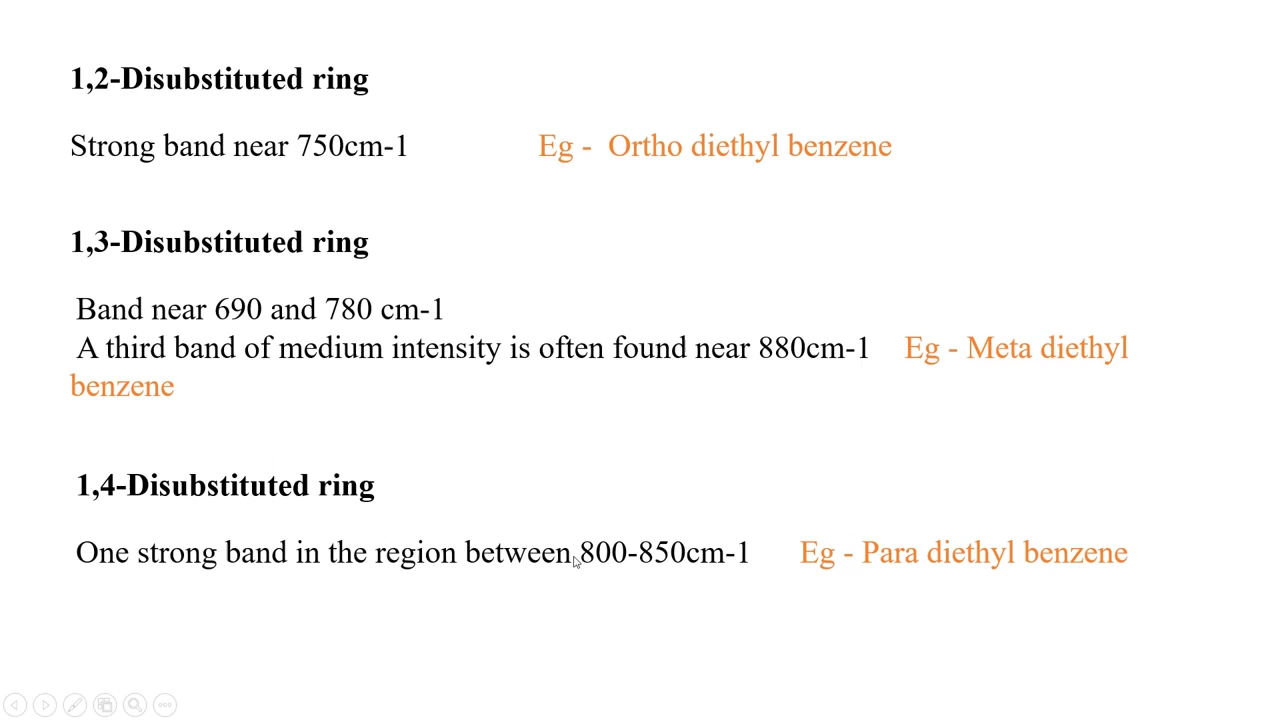 1,2-Disubstituted ring
Strong band near 750cm-1 Eg - Ortho diethyl benzene
1,3-Disubstituted ring
Band near 690 and 780 cm-1
A third band of medium intensity is often found near 880cm-1 Eg - Meta diethyl
benzene
1,4-Disubstituted ring
One strong band in the region between 800-850cm-1 Eg - Para diethyl benzene